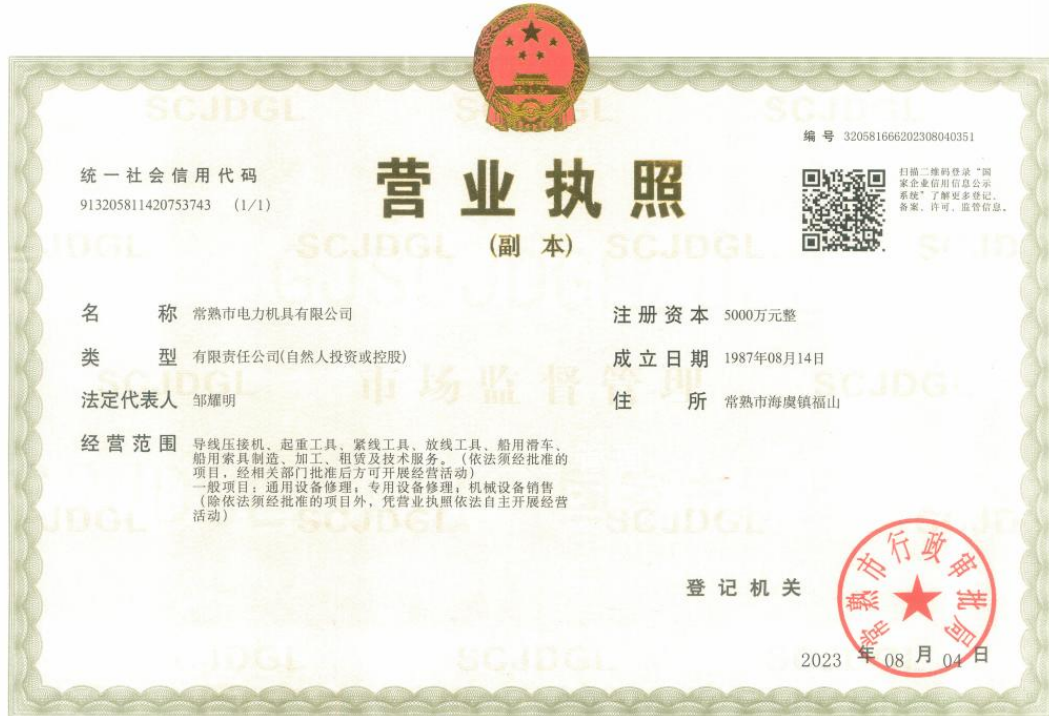 编 号 320581666202308040351
统一社会信用代码
913205811420753743 (1/1)
营业执照
(副 本)
扫描二维码登录“国
家企业信用信息公示
系统”了解更多登记、
备案、许可、监管信息。
名 称 常熟市电力机具有限公司
类 型 有限责任公司(自然人投资或控股)
法定代表人 邹耀明
经营范围 导线压接机、起重工具、紧线工具、放线工具、船用滑车、
船用索具制造、加工、租赁及技术服务。(依法须经批准的
项目，经相关部门批准后方可开展经营活动)
一般项目：通用设备修理；专用设备修理；机械设备销售
(除依法须经批准的项目外，凭营业执照依法自主开展经营
活动)
注册资本 5000万元整
成立日期 1987年08月14日
住 所 常熟市海虞镇福山
登记机关
常熟市行政审批局
2023 年 08 月 04 日
SCJDGL
市场监督管理